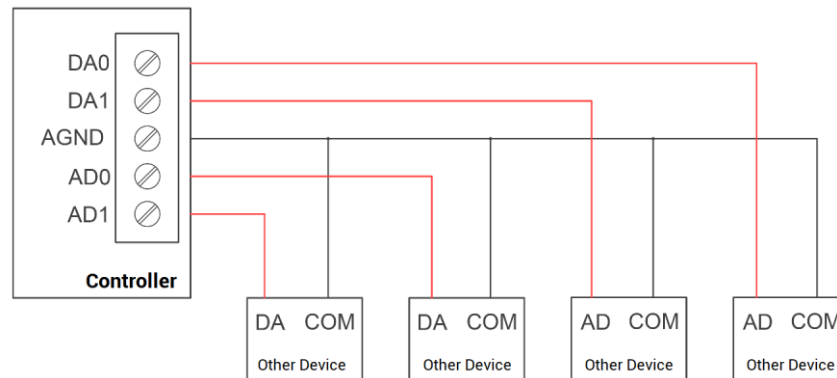 DA0
DA1
AGND
AD0
AD1
Controller
DA COM
Other Device
DA COM
Other Device
AD COM
Other Device
AD COM
Other Device